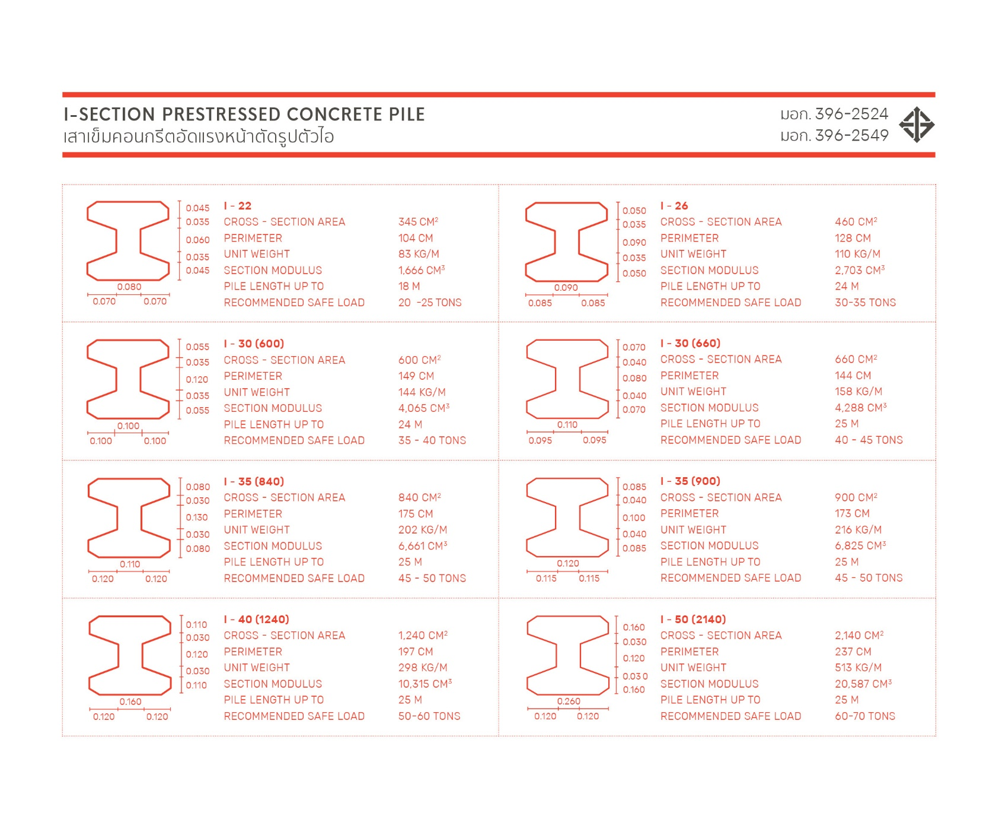 I-SECTION PRESTRESSED CONCRETE PILE
เสาเข็มคอนกรีตอัดแรงหน้าตัดรูปตัวไอ
มอก. 396-2524
มอก. 396-2549
I - 22
CROSS - SECTION AREA 345 CM²
PERIMETER 104 CM
UNIT WEIGHT 83 KG/M
SECTION MODULUS 1,666 CM³
PILE LENGTH UP TO 18 M
RECOMMENDED SAFE LOAD 20 -25 TONS
0.045
0.035
0.060
0.035
0.045
0.080
0.070 0.070
I - 26
CROSS - SECTION AREA 460 CM²
PERIMETER 128 CM
UNIT WEIGHT 110 KG/M
SECTION MODULUS 2,703 CM³
PILE LENGTH UP TO 24 M
RECOMMENDED SAFE LOAD 30-35 TONS
0.050
0.035
0.090
0.035
0.050
0.090
0.085 0.085
I - 30 (600)
CROSS - SECTION AREA 600 CM²
PERIMETER 149 CM
UNIT WEIGHT 144 KG/M
SECTION MODULUS 4,065 CM³
PILE LENGTH UP TO 24 M
RECOMMENDED SAFE LOAD 35 - 40 TONS
0.055
0.035
0.120
0.035
0.055
0.100
0.100 0.100
I - 30 (660)
CROSS - SECTION AREA 660 CM²
PERIMETER 144 CM
UNIT WEIGHT 158 KG/M
SECTION MODULUS 4,288 CM³
PILE LENGTH UP TO 25 M
RECOMMENDED SAFE LOAD 40 - 45 TONS
0.070
0.040
0.080
0.040
0.070
0.110
0.095 0.095
I - 35 (840)
CROSS - SECTION AREA 840 CM²
PERIMETER 175 CM
UNIT WEIGHT 202 KG/M
SECTION MODULUS 6,661 CM³
PILE LENGTH UP TO 25 M
RECOMMENDED SAFE LOAD 45 - 50 TONS
0.080
0.030
0.130
0.030
0.080
0.110
0.120 0.120
I - 35 (900)
CROSS - SECTION AREA 900 CM²
PERIMETER 173 CM
UNIT WEIGHT 216 KG/M
SECTION MODULUS 6,825 CM³
PILE LENGTH UP TO 25 M
RECOMMENDED SAFE LOAD 45 - 50 TONS
0.085
0.040
0.100
0.040
0.085
0.120
0.115 0.115
I - 40 (1240)
CROSS - SECTION AREA 1,240 CM²
PERIMETER 197 CM
UNIT WEIGHT 298 KG/M
SECTION MODULUS 10,315 CM³
PILE LENGTH UP TO 25 M
RECOMMENDED SAFE LOAD 50-60 TONS
0.110
0.030
0.120
0.030
0.110
0.160
0.120 0.120
I - 50 (2140)
CROSS - SECTION AREA 2,140 CM²
PERIMETER 237 CM
UNIT WEIGHT 513 KG/M
SECTION MODULUS 20,587 CM³
PILE LENGTH UP TO 25 M
RECOMMENDED SAFE LOAD 60-70 TONS
0.160
0.030
0.120
0.03 0
0.160
0.260
0.120 0.120